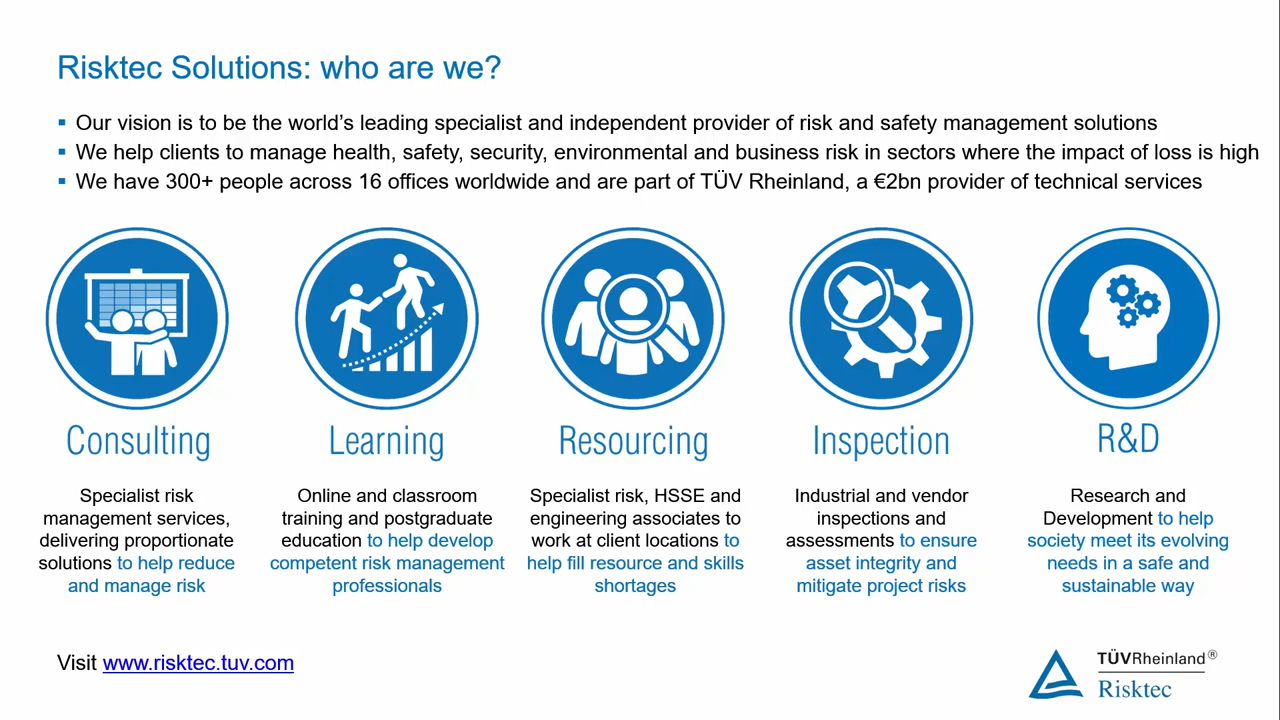 Risktec Solutions: who are we?
▪ Our vision is to be the world’s leading specialist and independent provider of risk and safety management solutions
▪ We help clients to manage health, safety, security, environmental and business risk in sectors where the impact of loss is high
▪ We have 300+ people across 16 offices worldwide and are part of TÜV Rheinland, a €2bn provider of technical services
Consulting
Specialist risk
management services,
delivering proportionate
solutions to help reduce
and manage risk
Learning
Online and classroom
training and postgraduate
education to help develop
competent risk management
professionals
Resourcing
Specialist risk, HSSE and
engineering associates to
work at client locations to
help fill resource and skills
shortages
Inspection
Industrial and vendor
inspections and
assessments to ensure
asset integrity and
mitigate project risks
R&D
Research and
Development to help
society meet its evolving
needs in a safe and
sustainable way
Visit www.risktec.tuv.com
TÜVRheinland®
Risktec